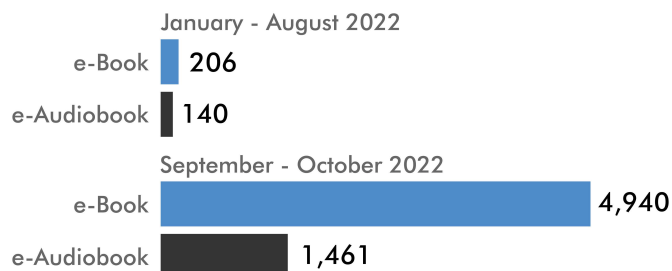 January - August 2022
e-Book 206
e-Audiobook 140
September - October 2022
e-Book 4,940
e-Audiobook 1,461